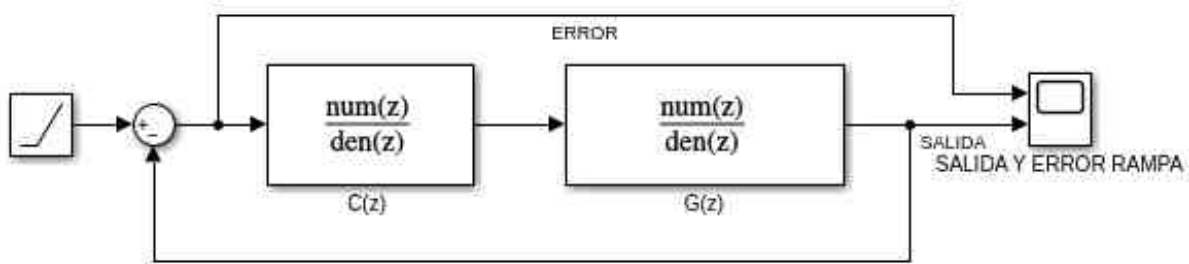 ERROR
+
−
num(z)
den(z)
C(z)
num(z)
den(z)
G(z)
SALIDA
SALIDA Y ERROR RAMPA